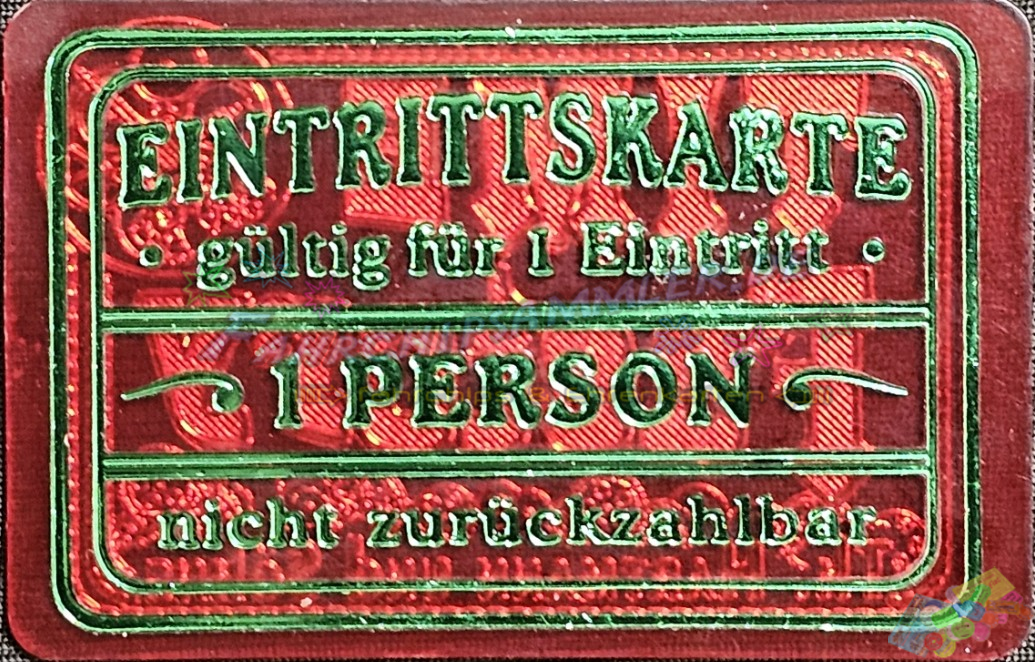 EINTRITTSKARTE
· gültig für 1 Eintritt ·
1 PERSON
nicht zurückzahlbar